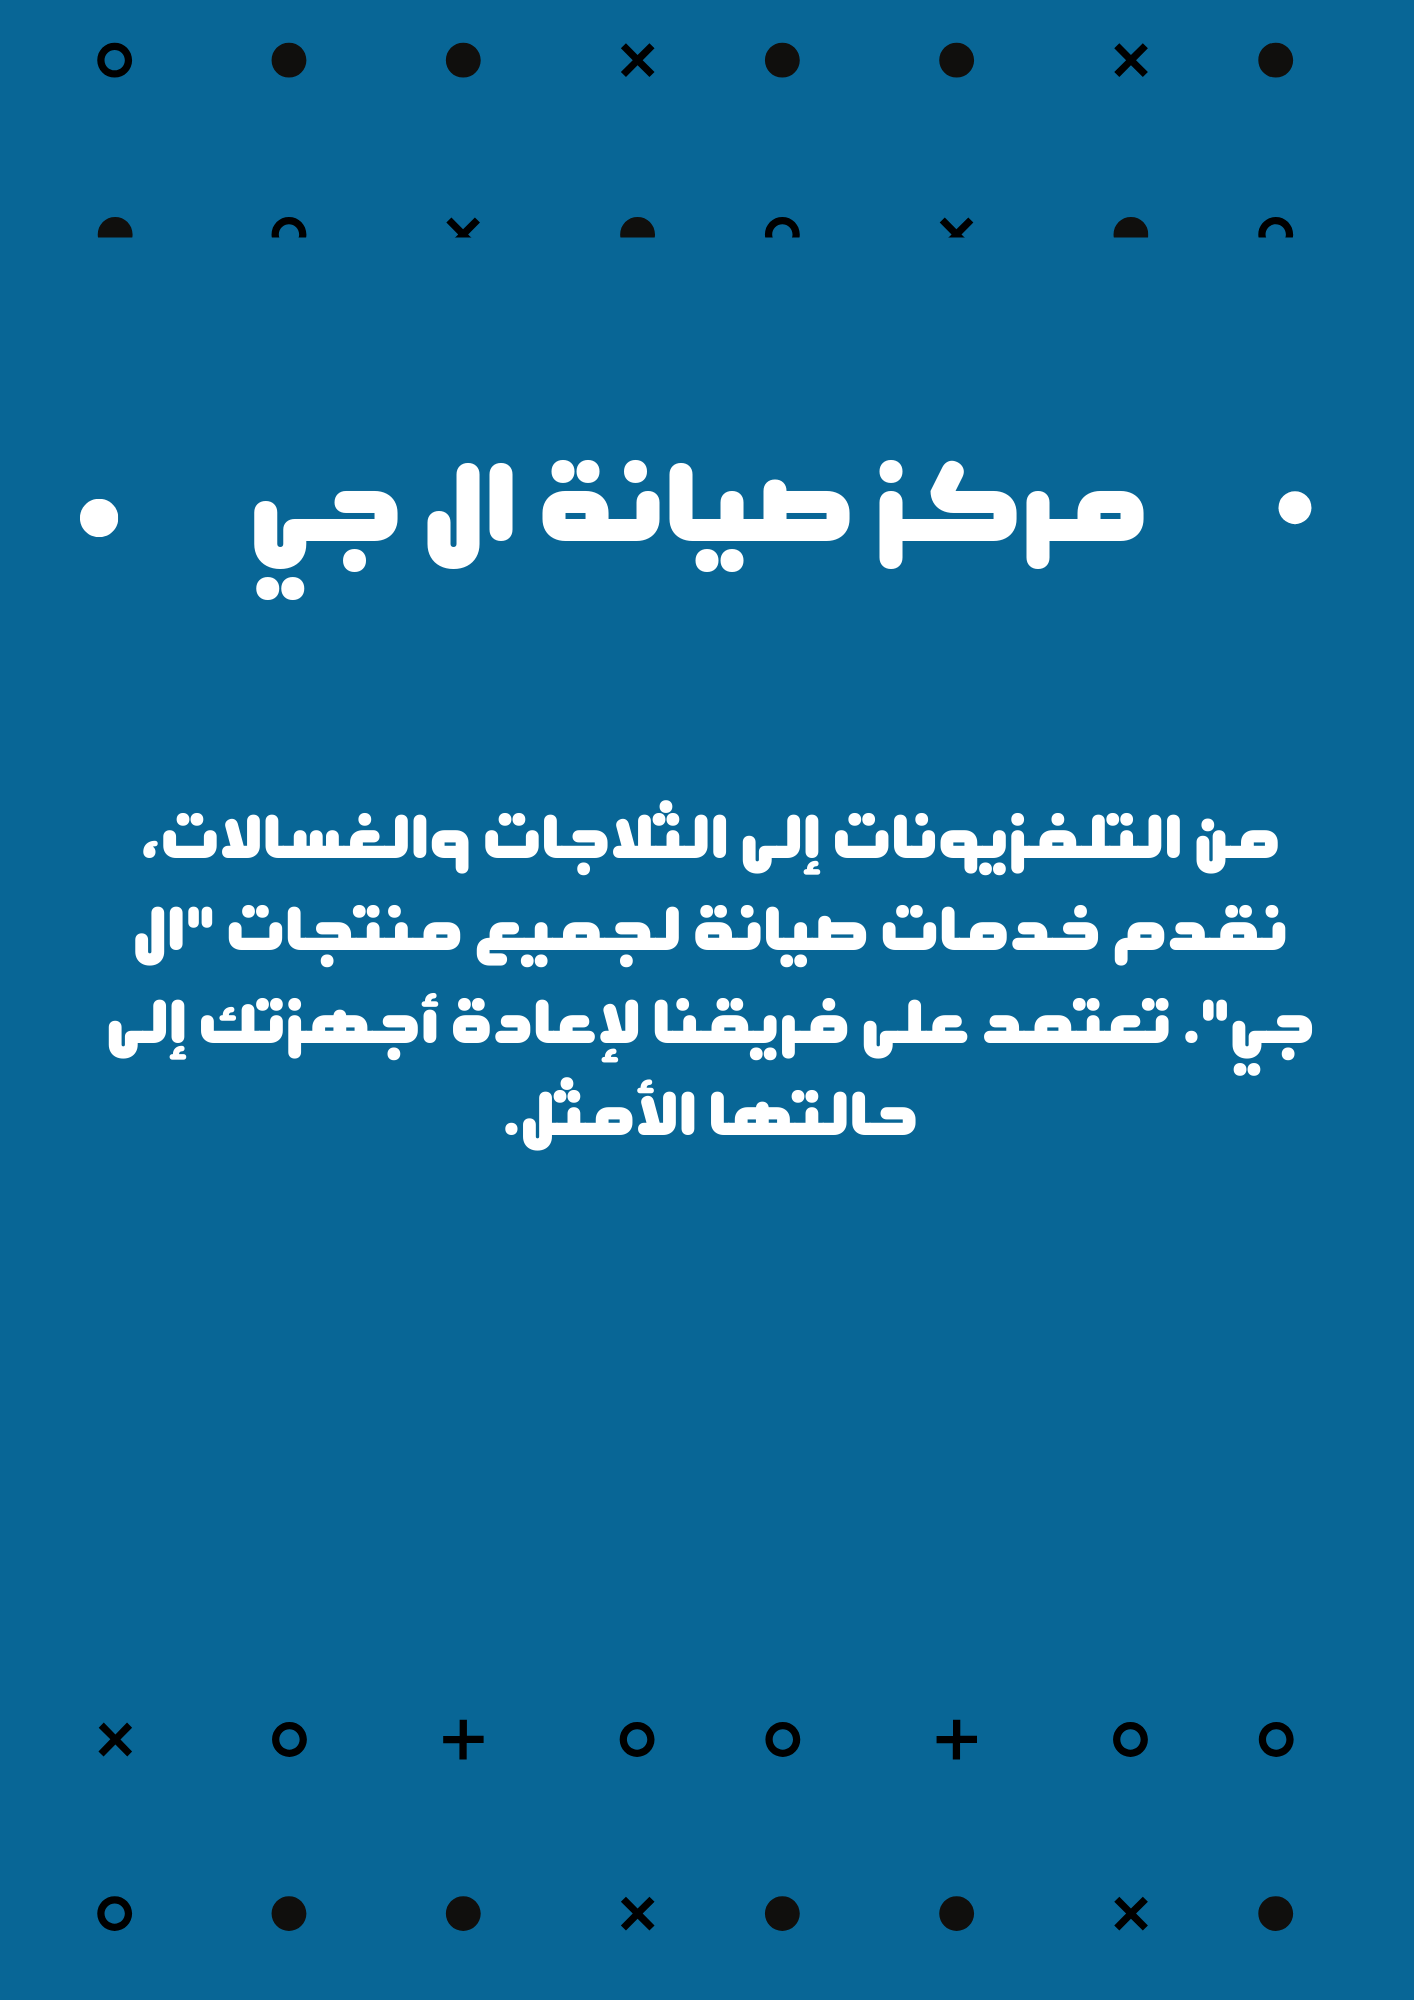 مركز صيانة ال جي
من التلفزيونات إلى الثلاجات والغسالات،
نقدم خدمات صيانة لجميع منتجات "ال
جي". تعتمد على فريقنا لإعادة أجهزتك إلى
حالتها الأمثل.